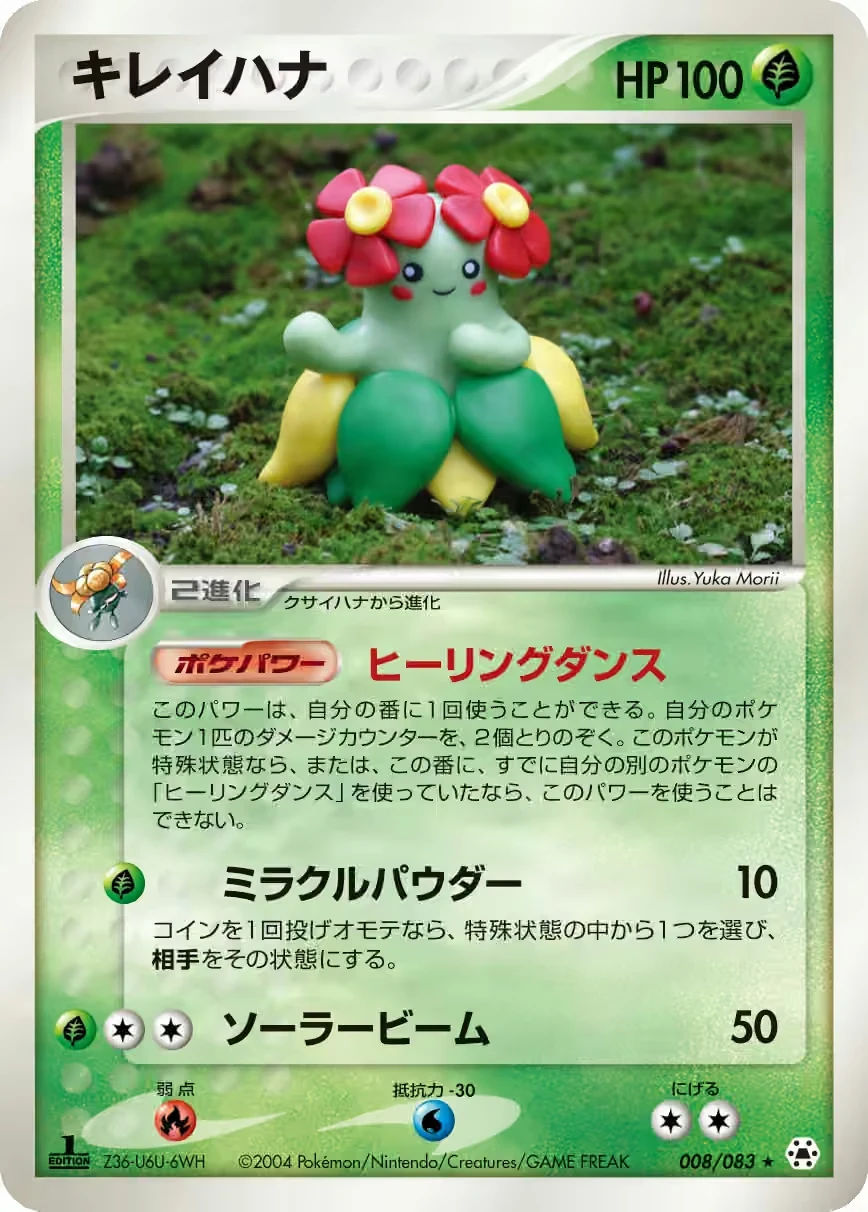 キレイハナ
HP100
Illus. Yuka Morii
2進化
クサイハナから進化
ポケパワー ヒーリングダンス
このパワーは、自分の番に1回使うことができる。自分のポケ
モン1匹のダメージカウンターを、2個とりのぞく。このポケモンが
特殊状態なら、または、この番に、すでに自分の別のポケモンの
「ヒーリングダンス」を使っていたなら、このパワーを使うことは
できない。
ミラクルパウダー 10
コインを1回投げオモテなら、特殊状態の中から1つを選び、
相手をその状態にする。
ソーラービーム 50
弱点 抵抗力 -30 にげる
1 EDITION Z36-U6U-6WH ©2004 Pokémon/Nintendo/Creatures/GAME FREAK 008/083 ★